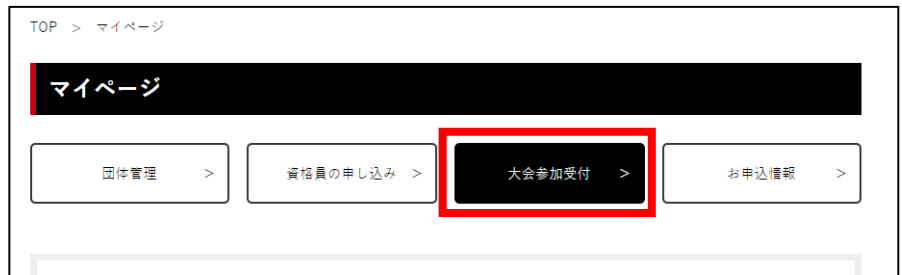 TOP > マイページ
マイページ
団体管理 >
資格員の申し込み >
大会参加受付 >
お申込情報 >